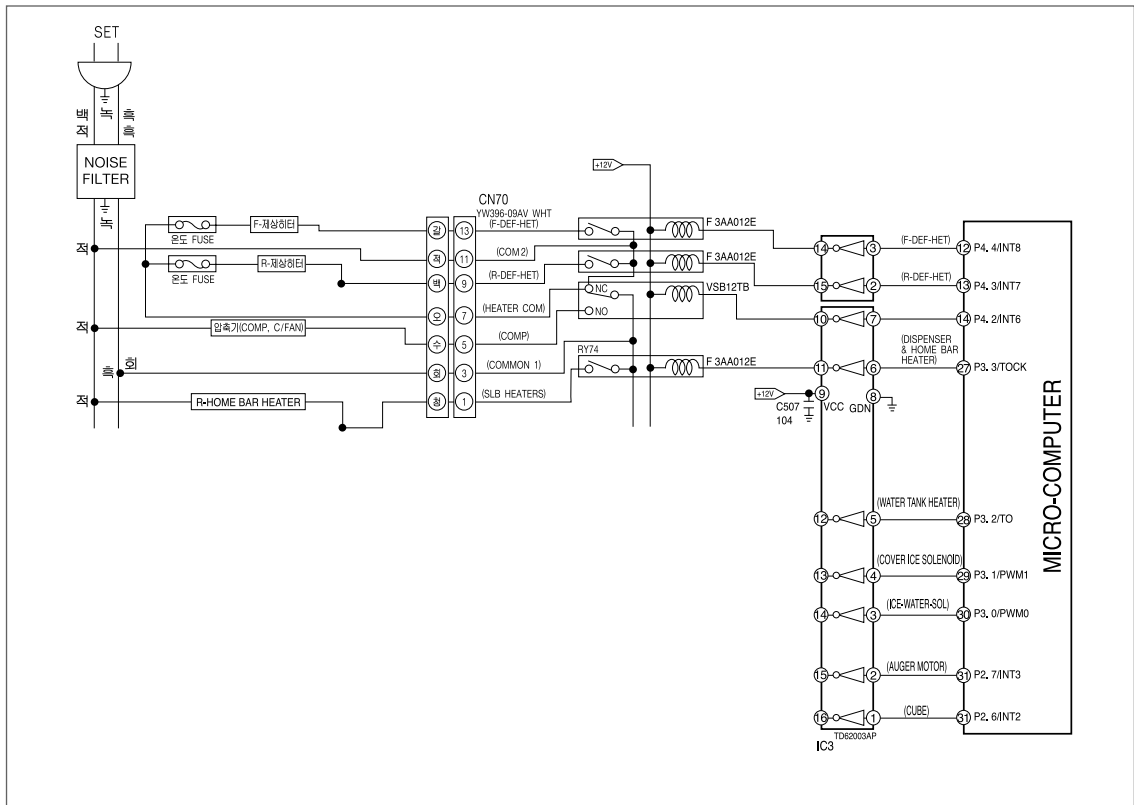 SET
백 녹 흑
적 흑
NOISE
FILTER
녹
+12V
CN70
YW396-09AV WHT
(F-DEF-HET)
온도 FUSE
F-제상히터
갈
13
F 3AA012E
14
3
(F-DEF-HET)
12
P4. 4/INT8
적
적
11
(COM 2)
온도 FUSE
R-제상히터
백
9
(R-DEF-HET)
F 3AA012E
15
2
(R-DEF-HET)
13
P4. 3/INT7
오
7
(HEATER COM)
NC
NO
VSB12TB
10
7
14
P4. 2/INT6
적
압축기(COMP, C/FAN)
수
5
(COMP)
(DISPENSER
& HOME BAR
HEATER)
흑
회
회
3
(COMMON 1)
RY74
F 3AA012E
11
6
27
P3. 3/TOCK
적
R-HOME BAR HEATER
청
1
(SLB HEATERS)
+12V
C507
104
9
VCC
GDN
8
(WATER TANK HEATER)
12
5
28
P3. 2/TO
(COVER ICE SOLENOID)
13
4
29
P3. 1/PWM1
(ICE-WATER-SOL)
14
3
30
P3. 0/PWM0
(AUGER MOTOR)
15
2
31
P2. 7/INT3
(CUBE)
16
1
31
P2. 6/INT2
TD62003AP
IC3
MICRO-COMPUTER